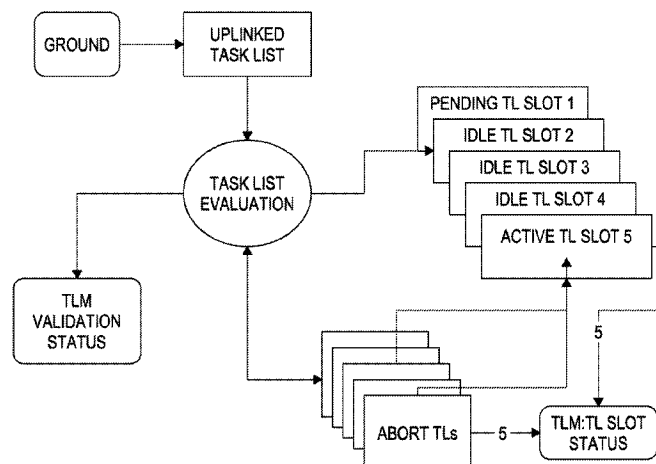 GROUND
UPLINKED
TASK LIST
PENDING TL SLOT 1
IDLE TL SLOT 2
IDLE TL SLOT 3
IDLE TL SLOT 4
ACTIVE TL SLOT 5
TASK LIST
EVALUATION
TLM
VALIDATION
STATUS
5
ABORT TLs
5
TLM:TL SLOT
STATUS